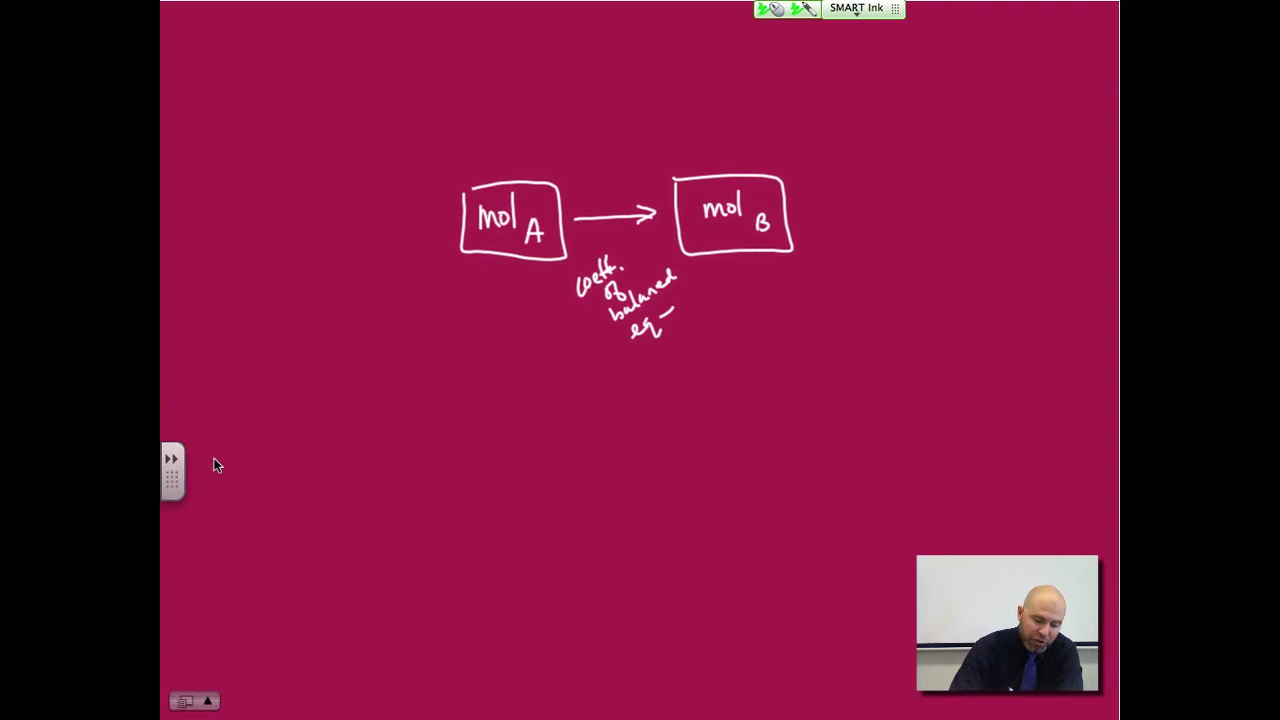 SMART Ink
mol A
mol B
coeff.
of
balanced
eq